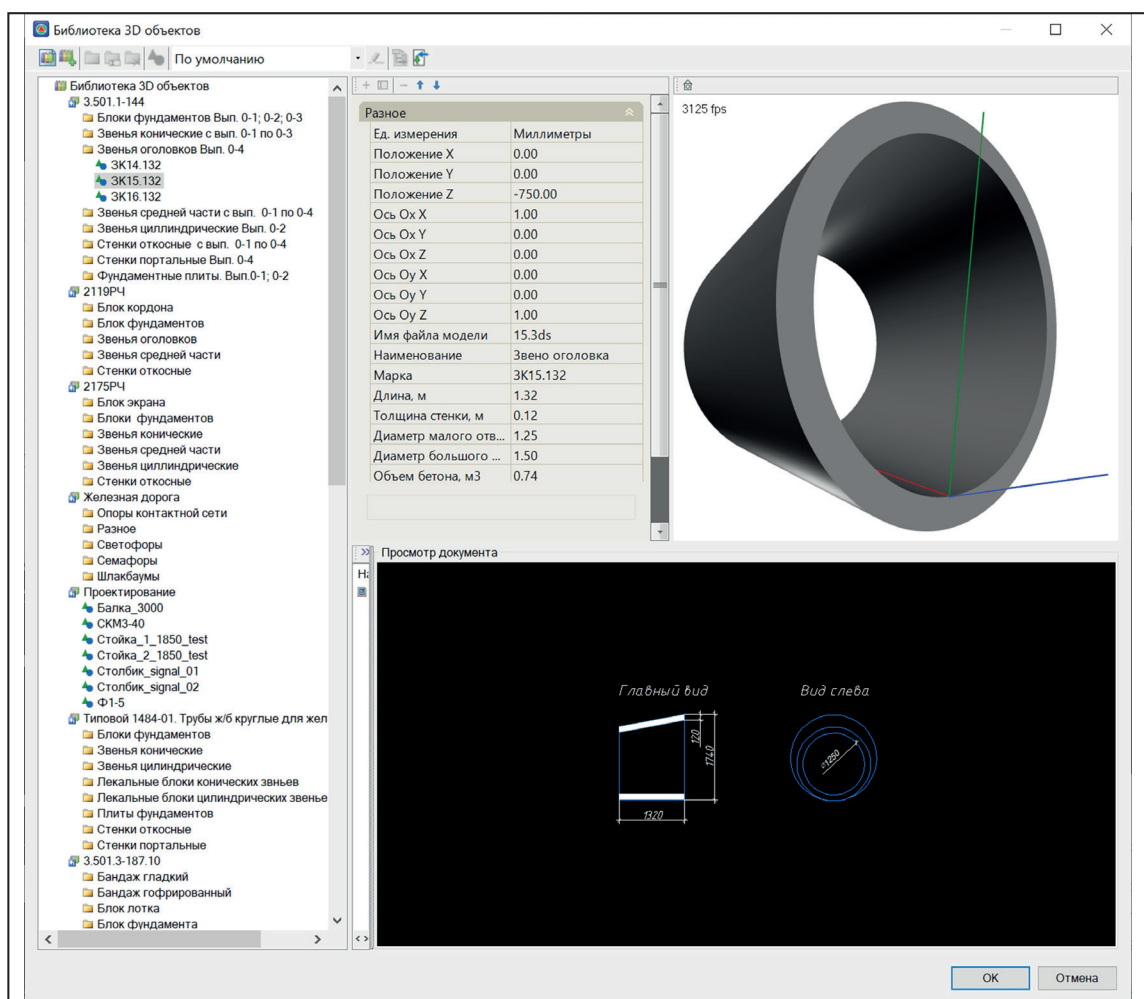 Библиотека 3D объектов
По умолчанию
Библиотека 3D объектов
3.501.1-144
Блоки фундаментов Вып. 0-1; 0-2; 0-3
Звенья конические с вып. 0-1 по 0-3
Звенья оголовков Вып. 0-4
ЗК14.132
ЗК15.132
ЗК16.132
Звенья средней части с вып. 0-1 по 0-4
Звенья циллиндрические Вып. 0-2
Стенки откосные с вып. 0-1 по 0-4
Стенки портальные Вып. 0-4
Фундаментные плиты. Вып.0-1; 0-2
2119РЧ
Блок кордона
Блок фундаментов
Звенья оголовков
Звенья средней части
Стенки откосные
2175РЧ
Блок экрана
Блоки фундаментов
Звенья конические
Звенья средней части
Звенья циллиндрические
Стенки откосные
Железная дорога
Опоры контактной сети
Разное
Светофоры
Семафоры
Шлакбаумы
Проектирование
Балка_3000
СКМ3-40
Стойка_1_1850_test
Стойка_2_1850_test
Столбик_signal_01
Столбик_signal_02
Ф1-5
Типовой 1484-01. Трубы ж/б круглые для жел
Блоки фундаментов
Звенья конические
Звенья цилиндрические
Лекальные блоки конических звньев
Лекальные блоки цилиндрических звенье
Плиты фундаментов
Стенки откосные
Стенки портальные
3.501.3-187.10
Бандаж гладкий
Бандаж гофрированный
Блок лотка
Блок фундамента
Разное
Ед. измерения Миллиметры
Положение X 0.00
Положение Y 0.00
Положение Z -750.00
Ось Ox X 1.00
Ось Ox Y 0.00
Ось Ox Z 0.00
Ось Oy X 0.00
Ось Oy Y 0.00
Ось Oy Z 1.00
Имя файла модели 15.3ds
Наименование Звено оголовка
Марка ЗК15.132
Длина, м 1.32
Толщина стенки, м 0.12
Диаметр малого отв... 1.25
Диаметр большого ... 1.50
Объем бетона, м3 0.74
3125 fps
Просмотр документа
На
Главный вид Вид слева
120
1740
1320
⌀1250
OK Отмена